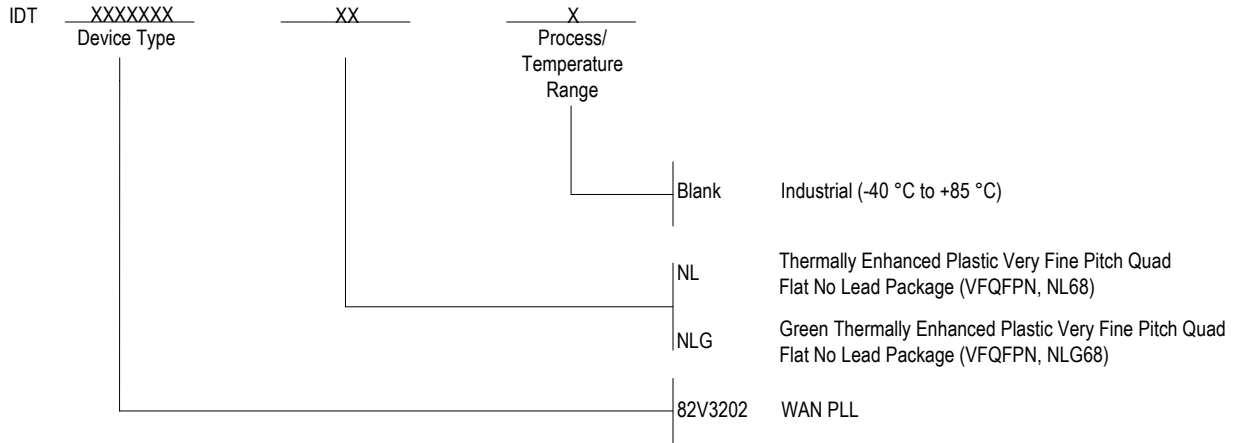 IDT XXXXXXX XX X
Device Type
Process/
Temperature
Range
Blank Industrial (-40 °C to +85 °C)
NL Thermally Enhanced Plastic Very Fine Pitch Quad
Flat No Lead Package (VFQFPN, NL68)
NLG Green Thermally Enhanced Plastic Very Fine Pitch Quad
Flat No Lead Package (VFQFPN, NLG68)
82V3202 WAN PLL